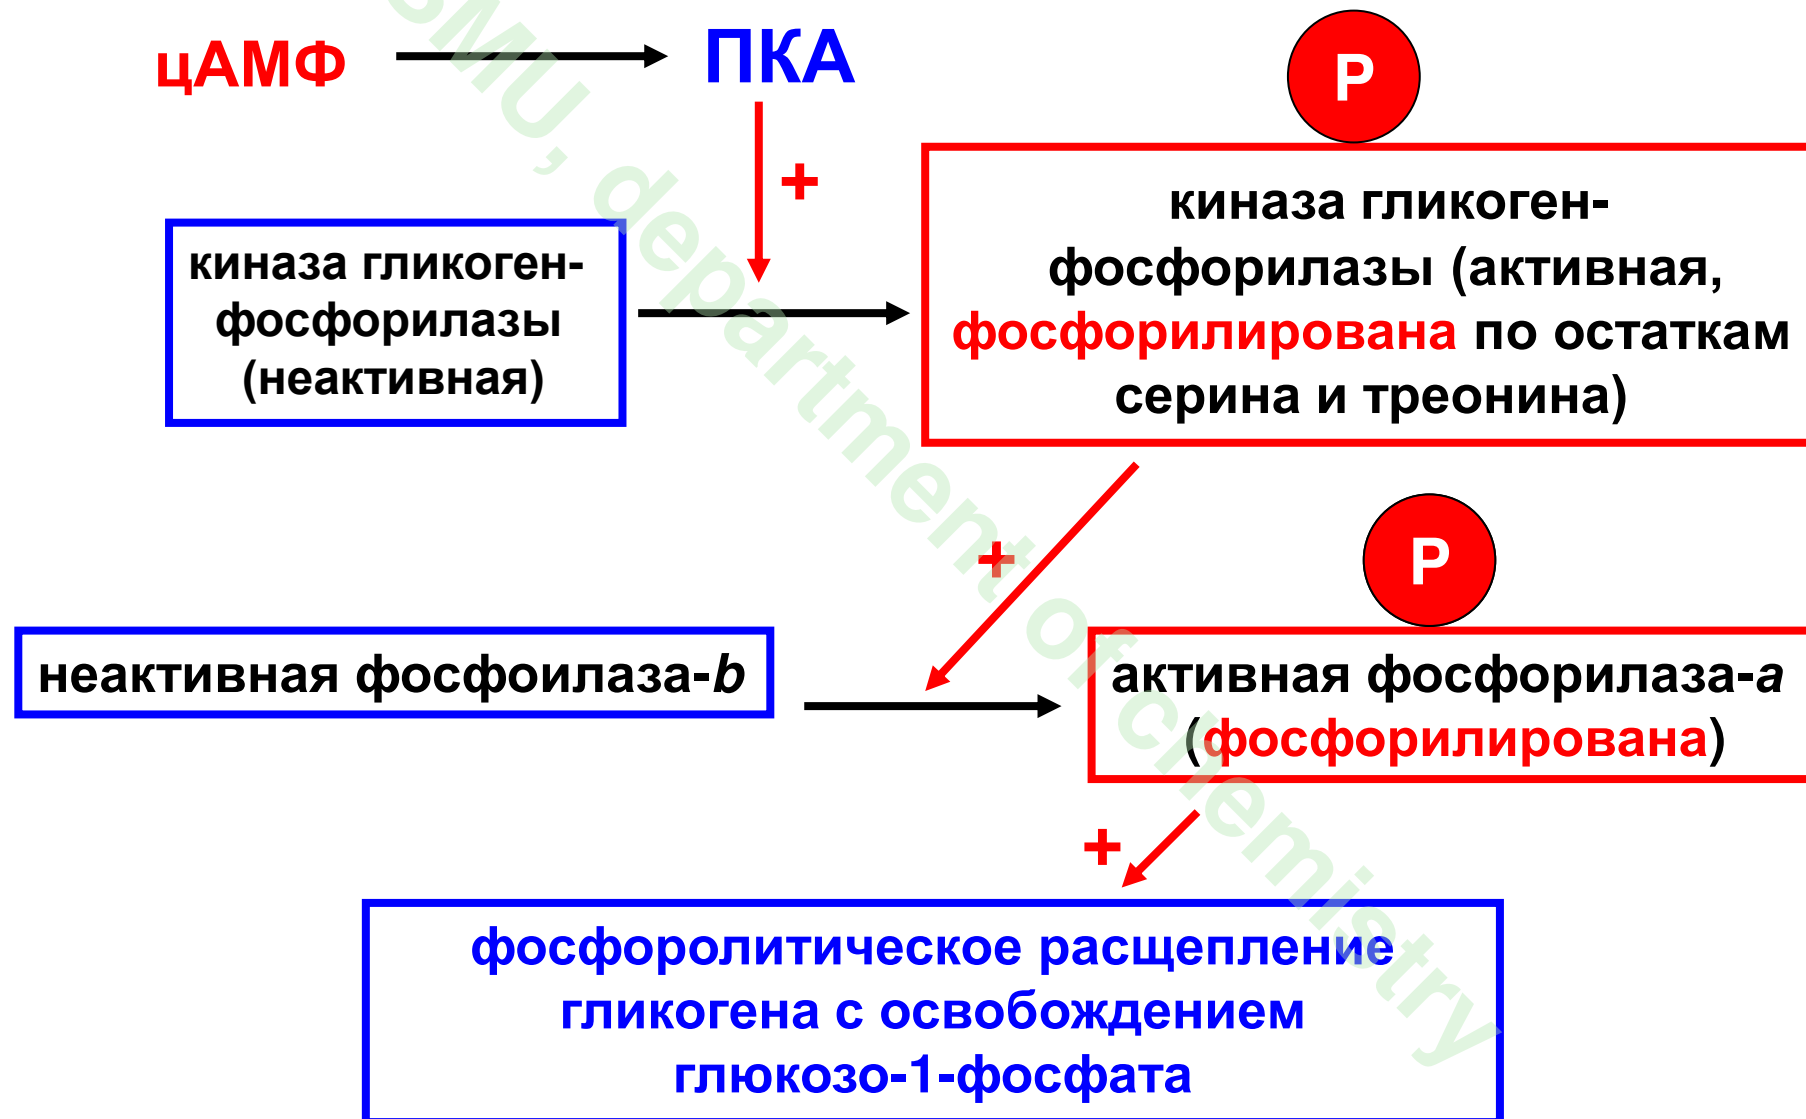 цАМФ
ПКА
P
+
киназа гликоген-
фосфорилазы
(неактивная)
киназа гликоген-
фосфорилазы (активная,
фосфорилирована по остаткам
серина и треонина)
+
P
неактивная фосфоилаза-b
активная фосфорилаза-a
(фосфорилирована)
+
фосфоролитическое расщепление
гликогена с освобождением
глюкозо-1-фосфата
SMU, department of chemistry